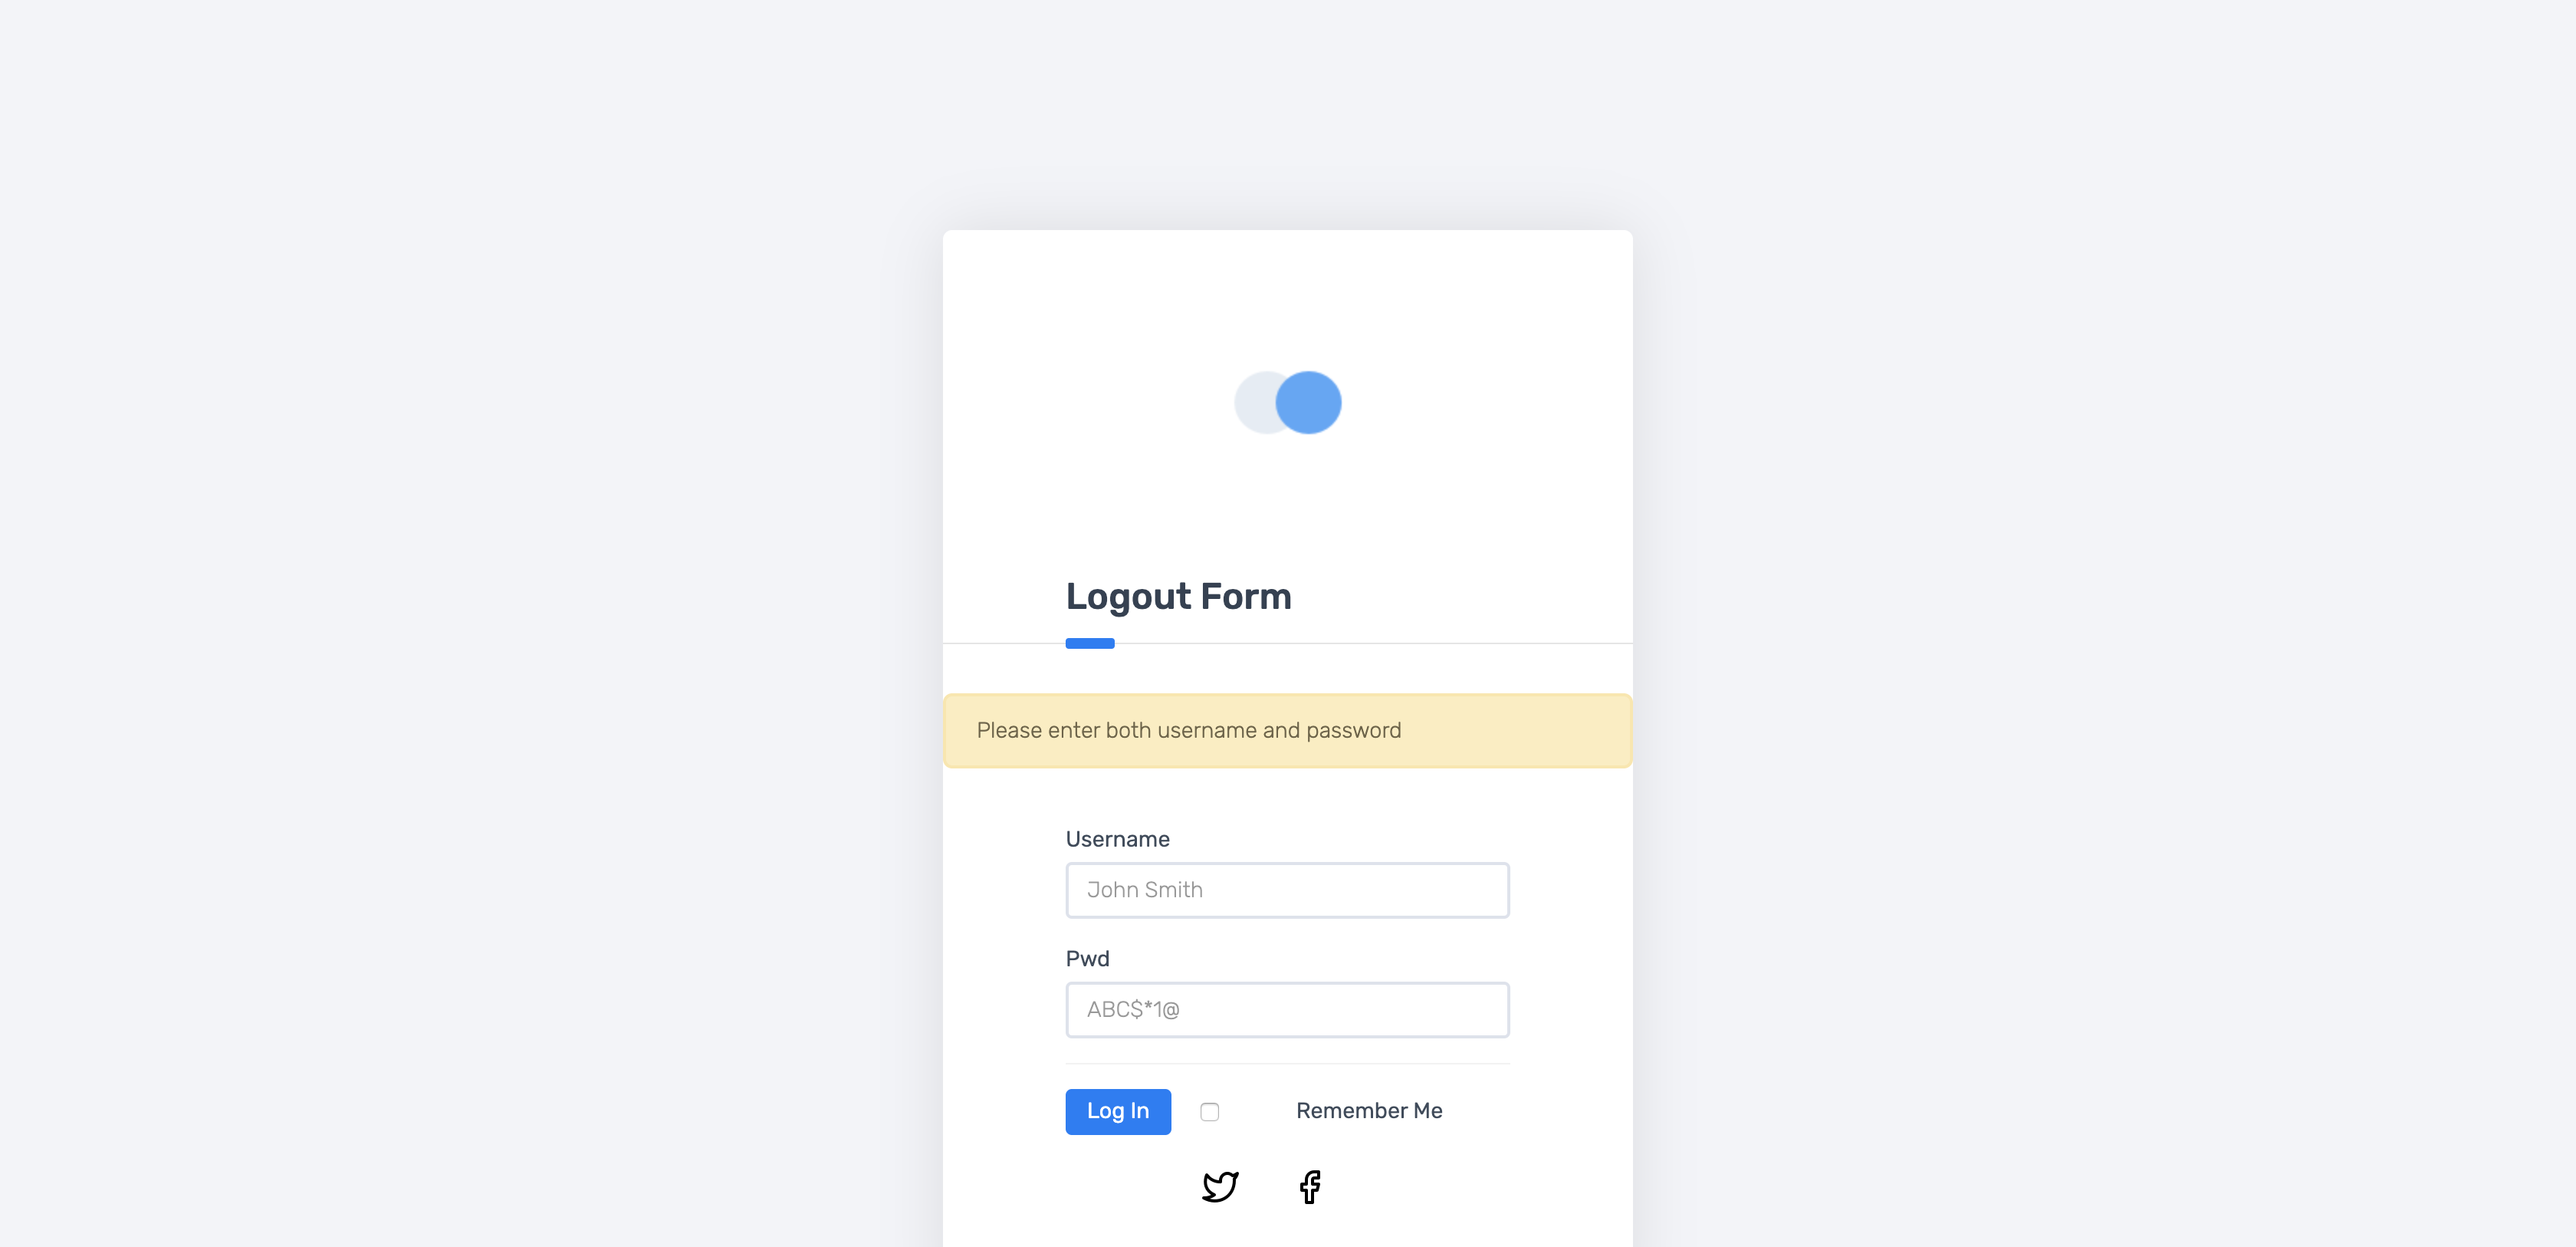 Logout Form
Please enter both username and password
Username
John Smith
Pwd
ABC$*1@
Log In Remember Me